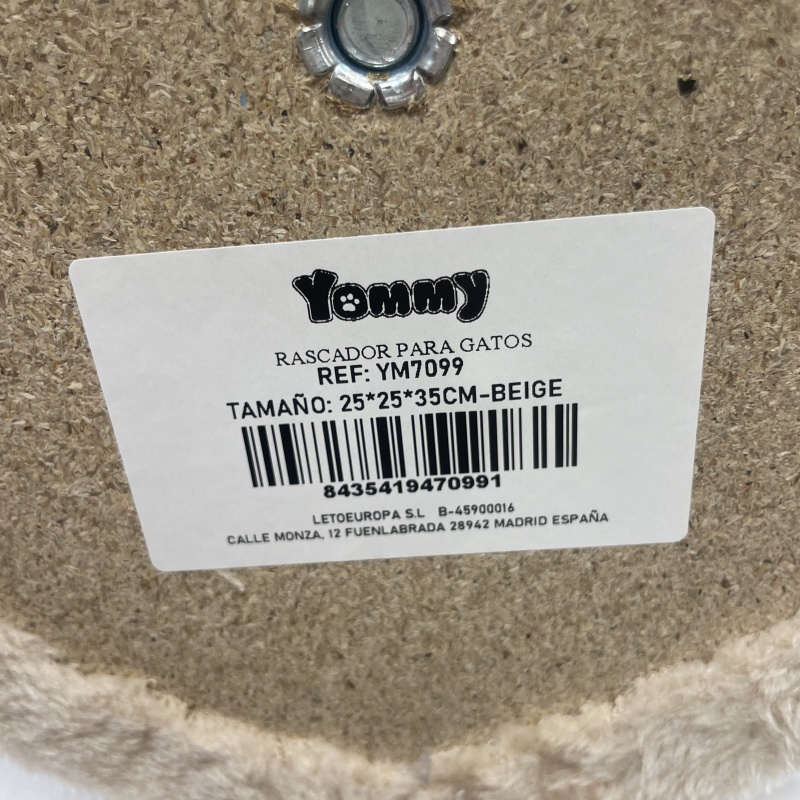 Yommy
RASCADOR PARA GATOS
REF: YM7099
TAMAÑO: 25*25*35CM-BEIGE
8435419470991
LETOEUROPA S.L B-45900016
CALLE MONZA, 12 FUENLABRADA 28942 MADRID ESPAÑA